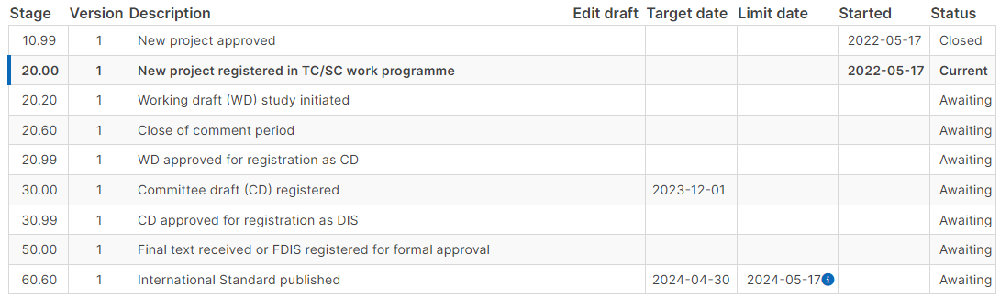 Stage Version Description Edit draft Target date Limit date Started Status
10.99 1 New project approved 2022-05-17 Closed
20.00 1 New project registered in TC/SC work programme 2022-05-17 Current
20.20 1 Working draft (WD) study initiated Awaiting
20.60 1 Close of comment period Awaiting
20.99 1 WD approved for registration as CD Awaiting
30.00 1 Committee draft (CD) registered 2023-12-01 Awaiting
30.99 1 CD approved for registration as DIS Awaiting
50.00 1 Final text received or FDIS registered for formal approval Awaiting
60.60 1 International Standard published 2024-04-30 2024-05-17 i Awaiting